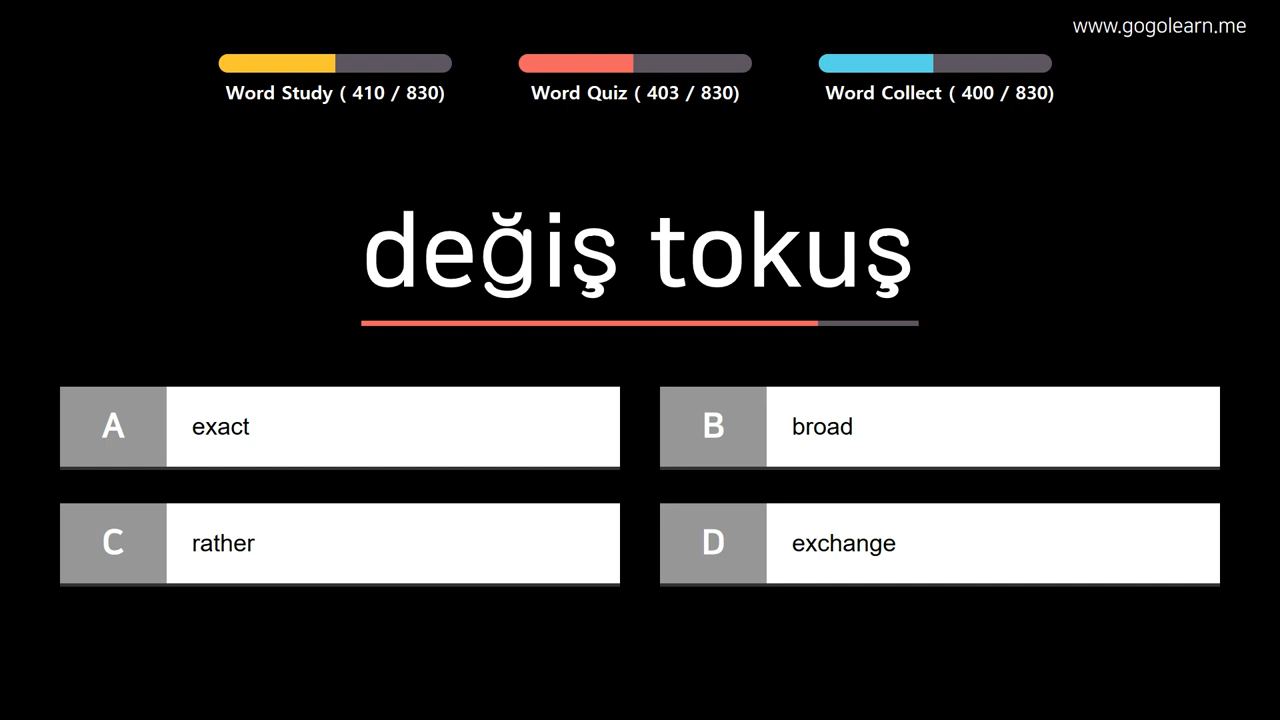 www.gogolearn.me
Word Study ( 410 / 830)
Word Quiz ( 403 / 830)
Word Collect ( 400 / 830)
değiş tokuş
A exact
B broad
C rather
D exchange